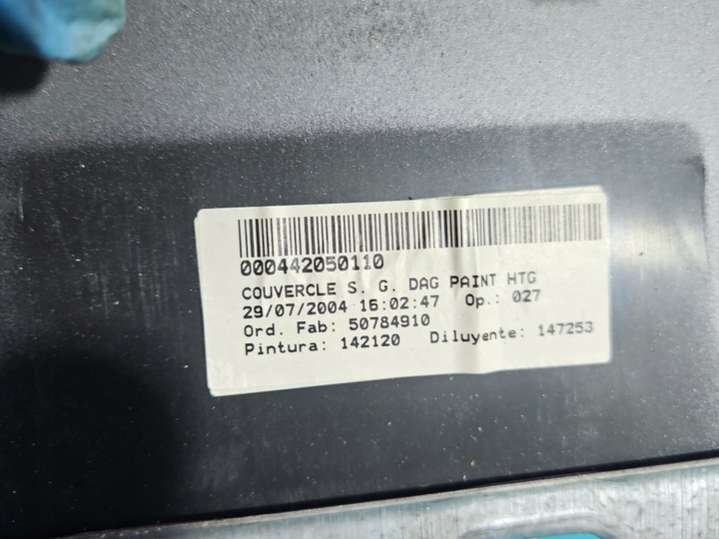 000442050110
COUVERCLE S. G. DAG PAINT HTG
29/07/2004 16:02:47 Op.: 027
Ord. Fab: 50784910
Pintura: 142120 Diluyente: 147253